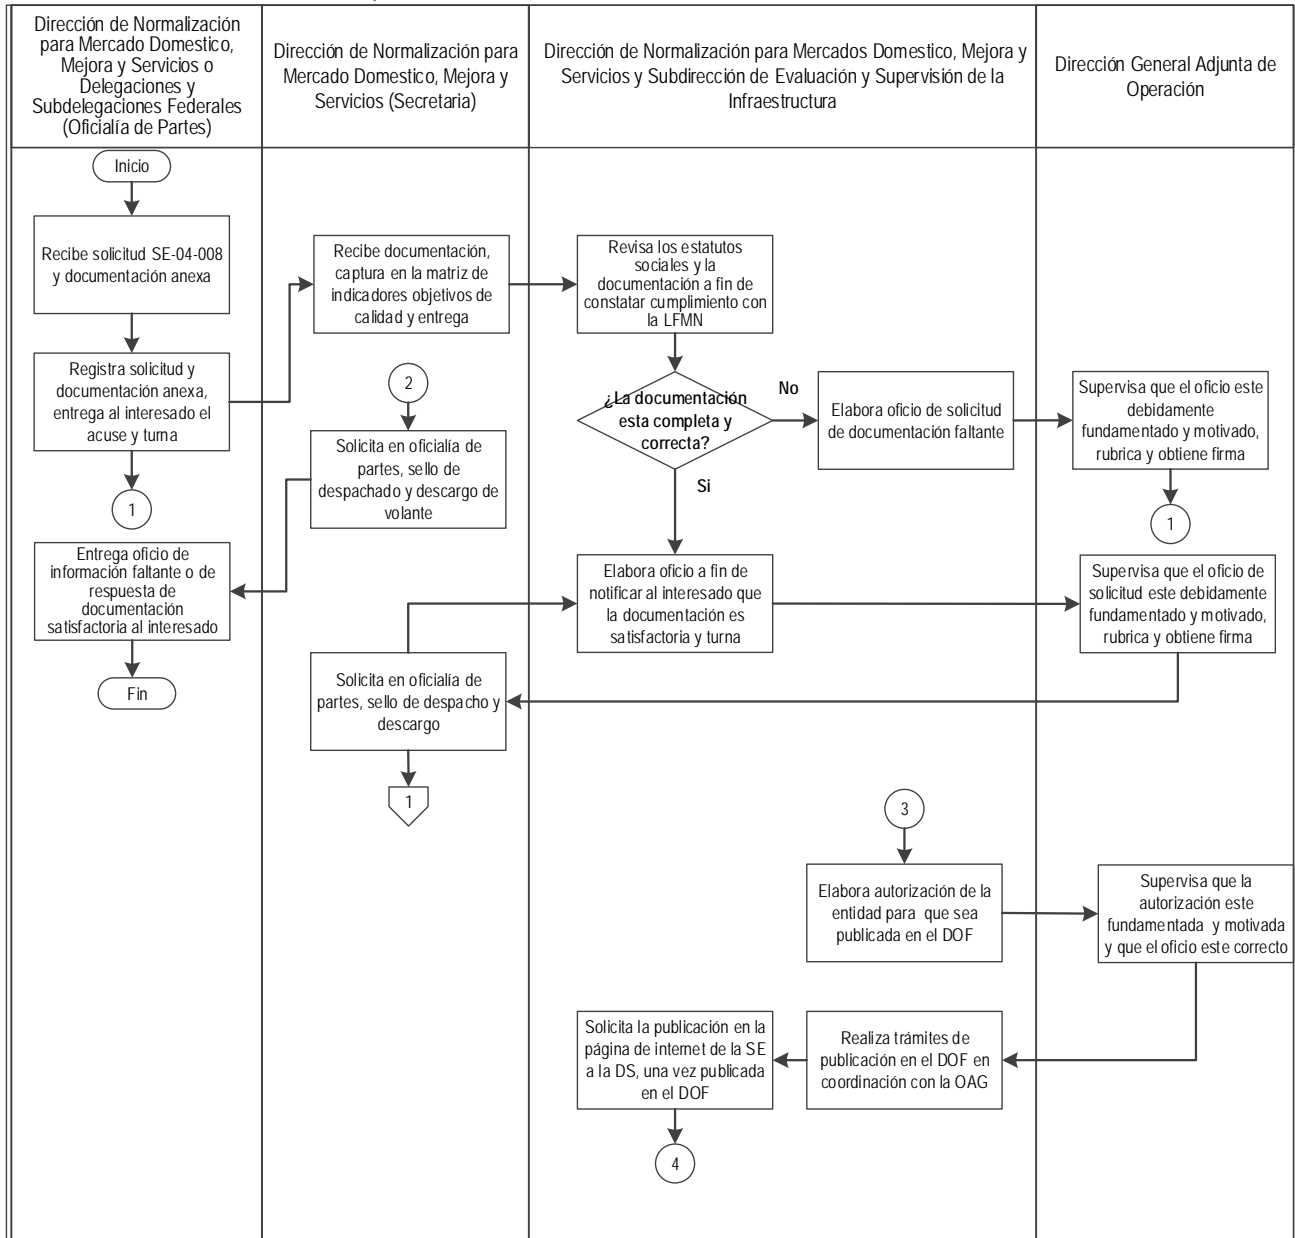 Dirección de Normalización
para Mercado Domestico,
Mejora y Servicios o
Delegaciones y
Subdelegaciones Federales
(Oficialía de Partes)
Dirección de Normalización para
Mercado Domestico, Mejora y
Servicios (Secretaria)
Dirección de Normalización para Mercados Domestico, Mejora y
Servicios y Subdirección de Evaluación y Supervisión de la
Infraestructura
Dirección General Adjunta de
Operación
Inicio
Recibe solicitud SE-04-008
y documentación anexa
Recibe documentación,
captura en la matriz de
indicadores objetivos de
calidad y entrega
Revisa los estatutos
sociales y la
documentación a fin de
constatar cumplimiento con
la LFMN
Registra solicitud y
documentación anexa,
entrega al interesado el
acuse y turna
2
¿La documentación
esta completa y
correcta?
No
Si
Elabora oficio de solicitud
de documentación faltante
Supervisa que el oficio este
debidamente
fundamentado y motivado,
rubrica y obtiene firma
Solicita en oficialía de
partes, sello de
despachado y descargo de
volante
1
1
Entrega oficio de
información faltante o de
respuesta de
documentación
satisfactoria al interesado
Elabora oficio a fin de
notificar al interesado que
la documentación es
satisfactoria y turna
Supervisa que el oficio de
solicitud este debidamente
fundamentado y motivado,
rubrica y obtiene firma
Fin
Solicita en oficialía de
partes, sello de despacho y
descargo
1
3
Elabora autorización de la
entidad para que sea
publicada en el DOF
Supervisa que la
autorización este
fundamentada y motivada
y que el oficio este correcto
Solicita la publicación en la
página de internet de la SE
a la DS, una vez publicada
en el DOF
Realiza trámites de
publicación en el DOF en
coordinación con la OAG
4